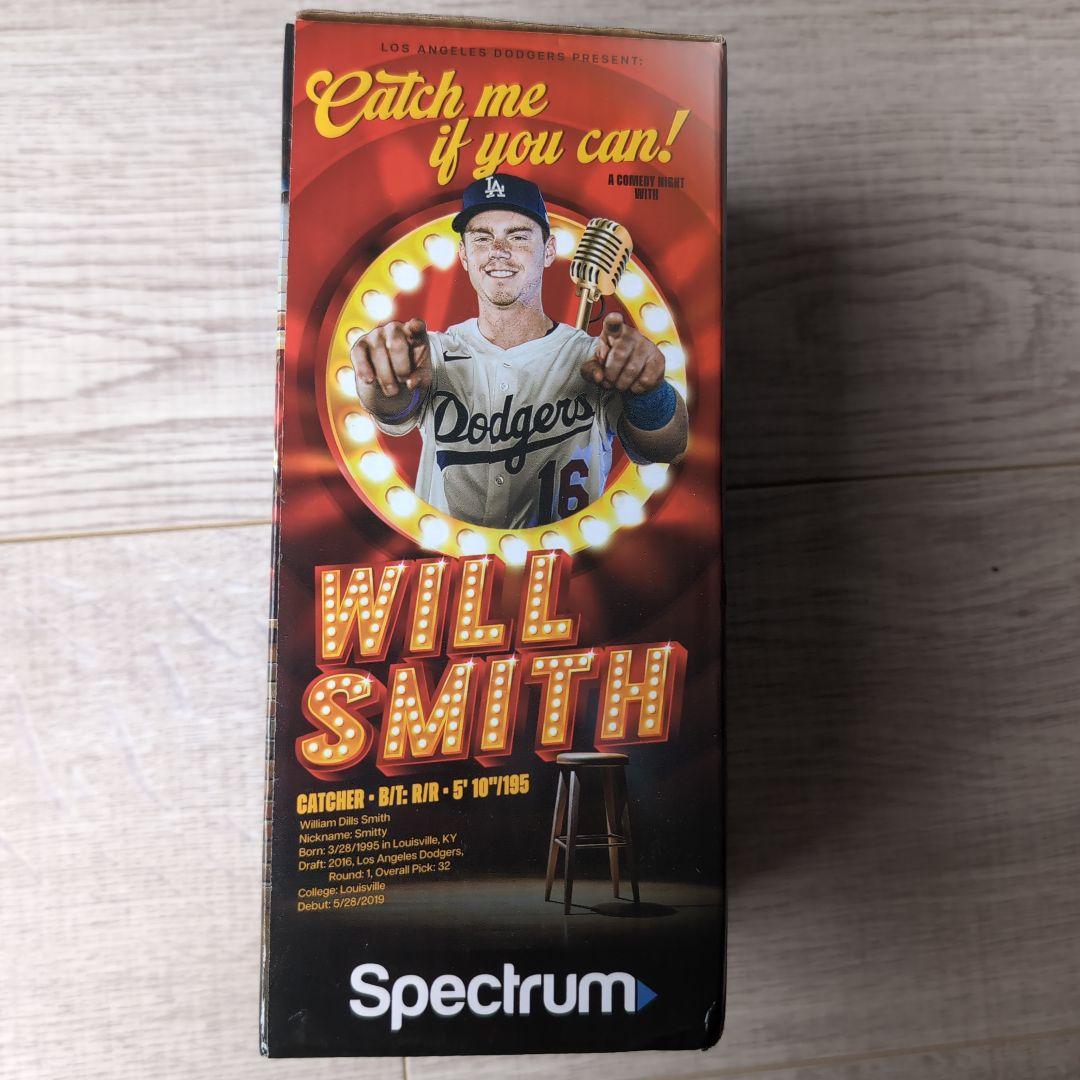 LOS ANGELES DODGERS PRESENT:
Catch me
if you can!
A COMEDY NIGHT
WITH
LA
Dodgers
16
WILL
SMITH
CATCHER • B/T: R/R • 5' 10"/195
William Dills Smith
Nickname: Smitty
Born: 3/28/1995 in Louisville, KY
Draft: 2016, Los Angeles Dodgers,
Round: 1, Overall Pick: 32
College: Louisville
Debut: 5/28/2019
Spectrum